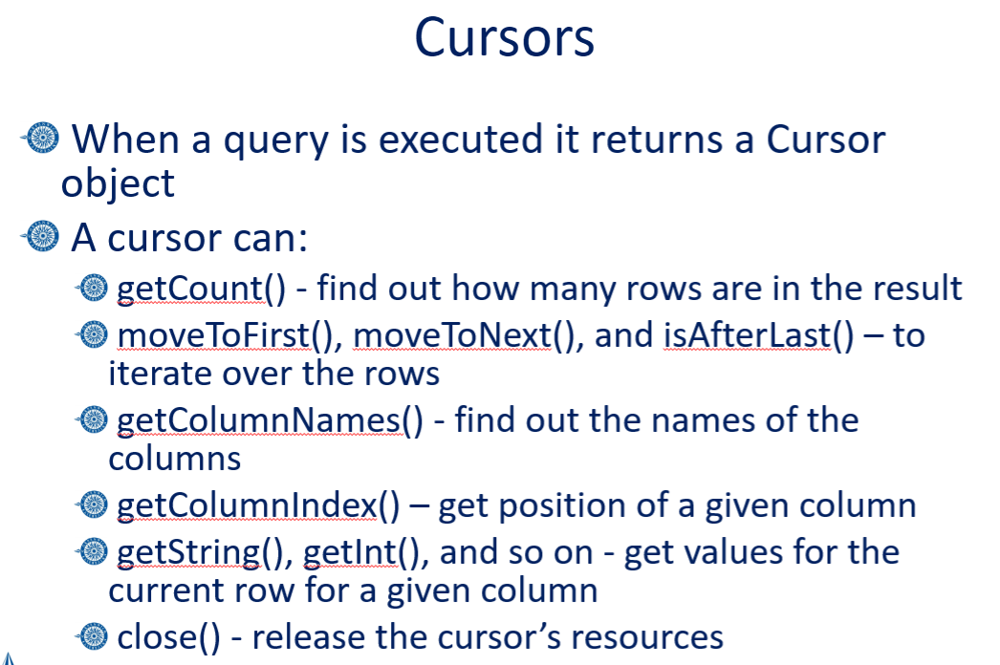 Cursors
When a query is executed it returns a Cursor
object
A cursor can:
getCount() - find out how many rows are in the result
moveToFirst(), moveToNext(), and isAfterLast() – to
iterate over the rows
getColumnNames() - find out the names of the
columns
getColumnIndex() – get position of a given column
getString(), getInt(), and so on - get values for the
current row for a given column
close() - release the cursor’s resources